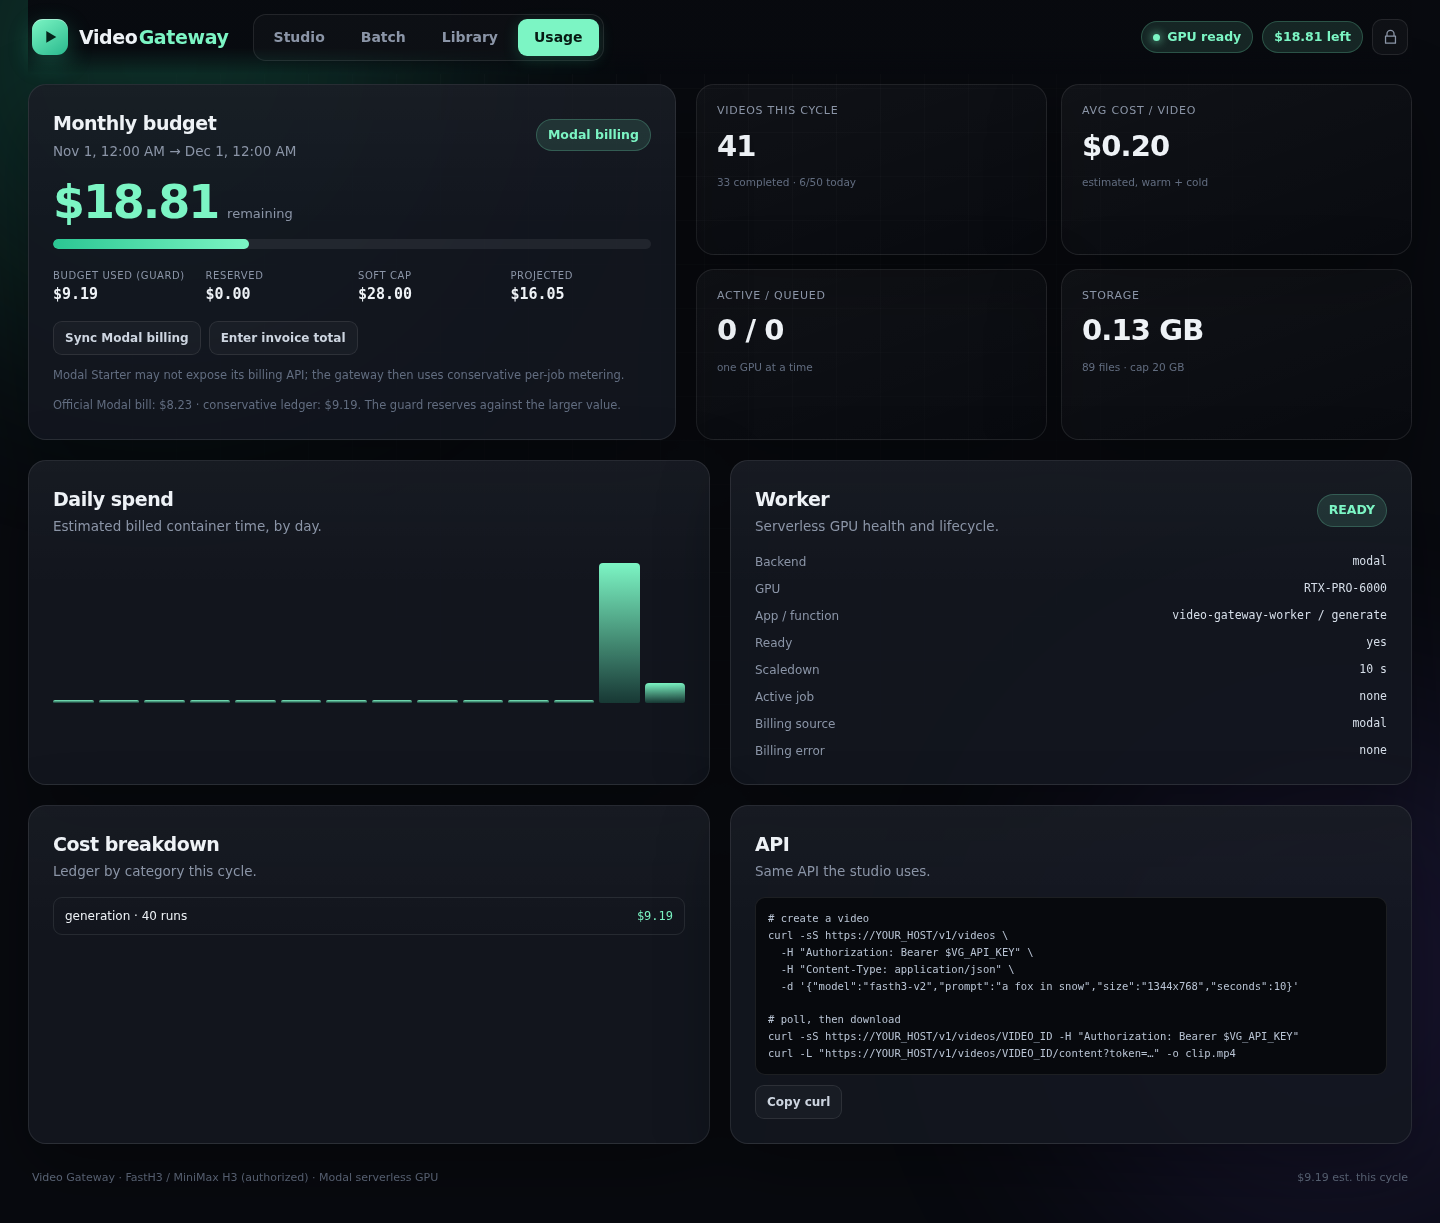 VideoGateway
Studio
Batch
Library
Usage
GPU ready
$18.81 left
Monthly budget
Nov 1, 12:00 AM → Dec 1, 12:00 AM
Modal billing
$18.81 remaining
BUDGET USED (GUARD)
$9.19
RESERVED
$0.00
SOFT CAP
$28.00
PROJECTED
$16.05
Sync Modal billing
Enter invoice total
Modal Starter may not expose its billing API; the gateway then uses conservative per-job metering.
Official Modal bill: $8.23 · conservative ledger: $9.19. The guard reserves against the larger value.
VIDEOS THIS CYCLE
41
33 completed · 6/50 today
AVG COST / VIDEO
$0.20
estimated, warm + cold
ACTIVE / QUEUED
0 / 0
one GPU at a time
STORAGE
0.13 GB
89 files · cap 20 GB
Daily spend
Estimated billed container time, by day.
Worker
Serverless GPU health and lifecycle.
READY
Backend modal
GPU RTX-PRO-6000
App / function video-gateway-worker / generate
Ready yes
Scaledown 10 s
Active job none
Billing source modal
Billing error none
Cost breakdown
Ledger by category this cycle.
generation · 40 runs $9.19
API
Same API the studio uses.
# create a video
curl -sS https://YOUR_HOST/v1/videos \
  -H "Authorization: Bearer $VG_API_KEY" \
  -H "Content-Type: application/json" \
  -d '{"model":"fasth3-v2","prompt":"a fox in snow","size":"1344x768","seconds":10}'
# poll, then download
curl -sS https://YOUR_HOST/v1/videos/VIDEO_ID -H "Authorization: Bearer $VG_API_KEY"
curl -L "https://YOUR_HOST/v1/videos/VIDEO_ID/content?token=…" -o clip.mp4
Copy curl
Video Gateway · FastH3 / MiniMax H3 (authorized) · Modal serverless GPU
$9.19 est. this cycle